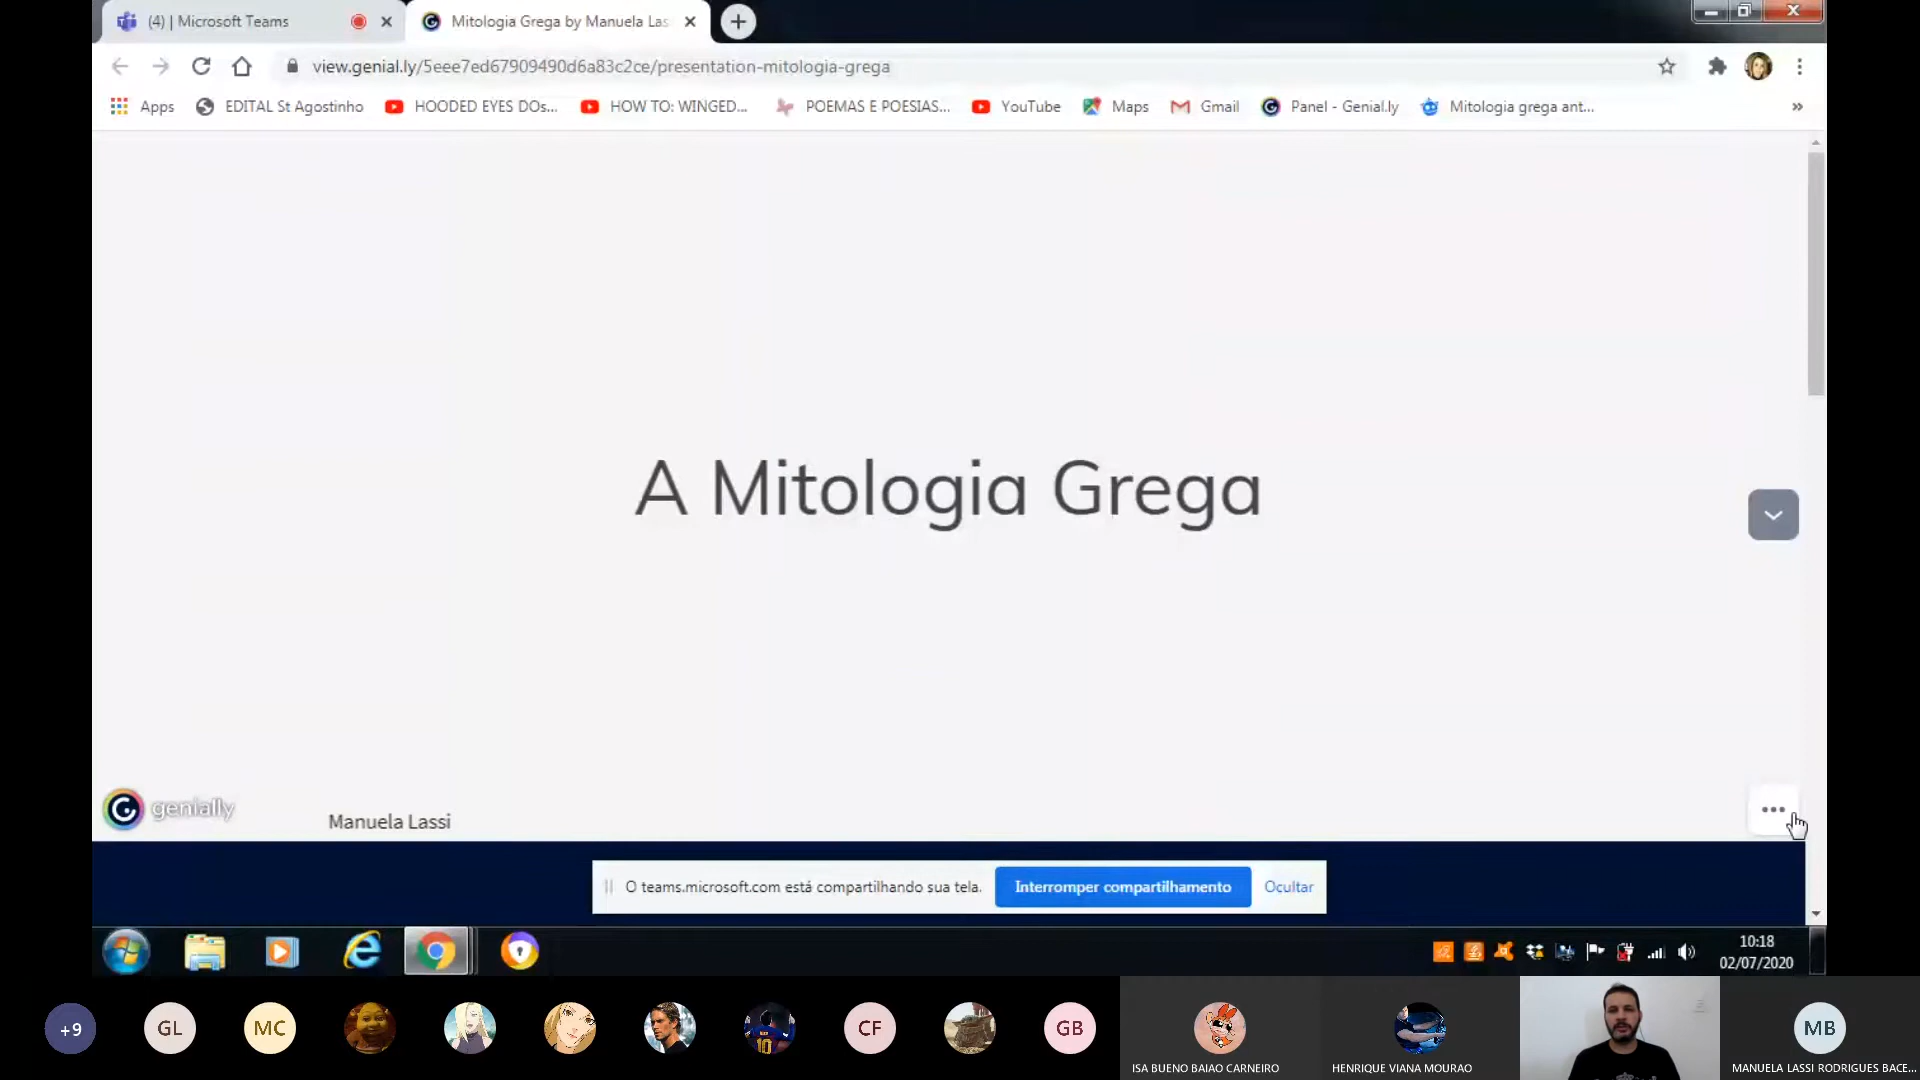 (4) | Microsoft Teams
Mitologia Grega by Manuela Las
view.genial.ly/5eee7ed67909490d6a83c2ce/presentation-mitologia-grega
Apps
EDITAL St Agostinho
HOODED EYES DOs...
HOW TO: WINGED...
POEMAS E POESIAS...
YouTube
Maps
Gmail
Panel - Genial.ly
Mitologia grega ant...
»
A Mitologia Grega
genially
Manuela Lassi
O teams.microsoft.com está compartilhando sua tela.
Interromper compartilhamento
Ocultar
10:18
02/07/2020
+9
GL
MC
10
CF
GB
ISA BUENO BAIAO CARNEIRO
HENRIQUE VIANA MOURAO
MB
MANUELA LASSI RODRIGUES BACE...